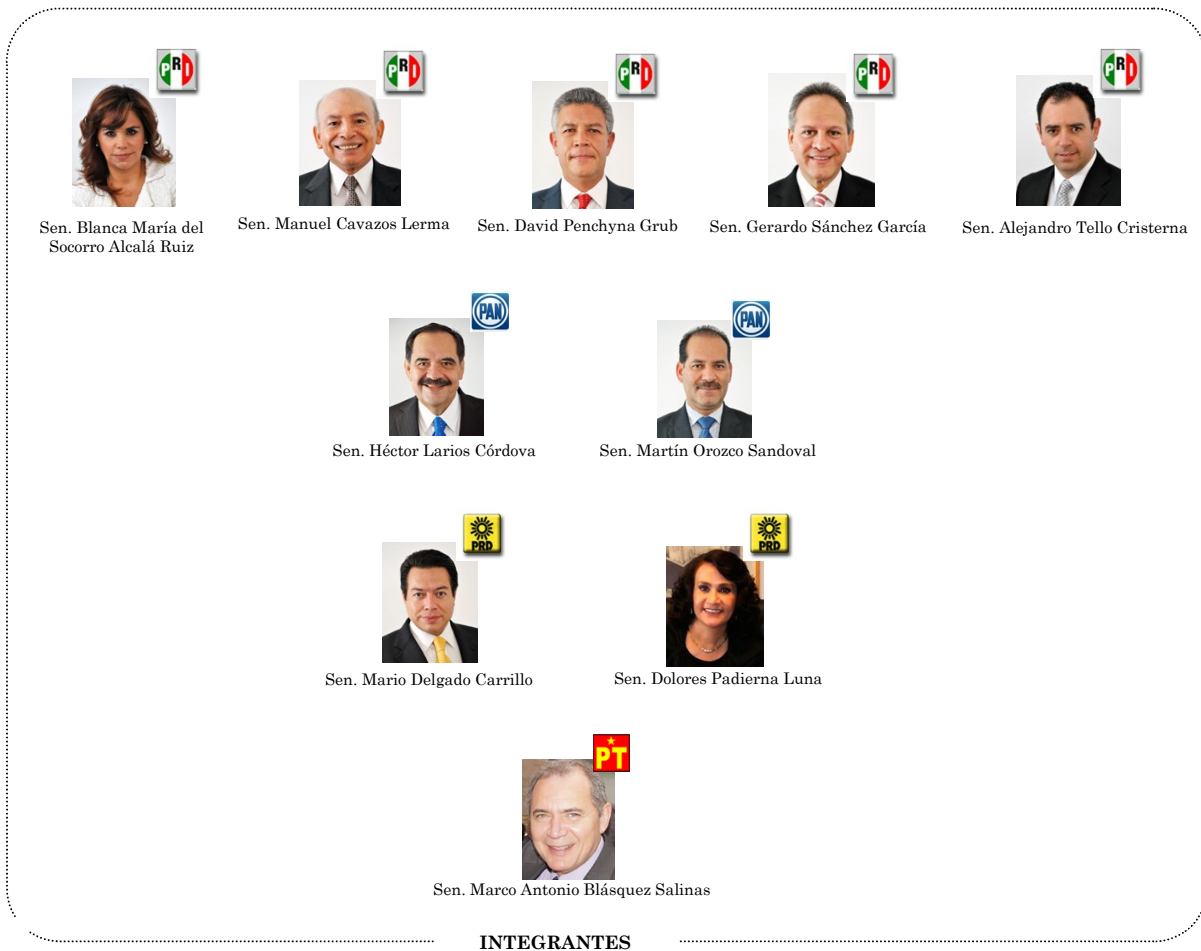 PRI
PRI
PRI
PRI
PRI
Sen. Blanca María del
Socorro Alcalá Ruiz
Sen. Manuel Cavazos Lerma
Sen. David Penchyna Grub
Sen. Gerardo Sánchez García
Sen. Alejandro Tello Cristerna
PAN
PAN
Sen. Héctor Larios Córdova
Sen. Martín Orozco Sandoval
PRD
PRD
Sen. Mario Delgado Carrillo
Sen. Dolores Padierna Luna
PT
Sen. Marco Antonio Blásquez Salinas
INTEGRANTES